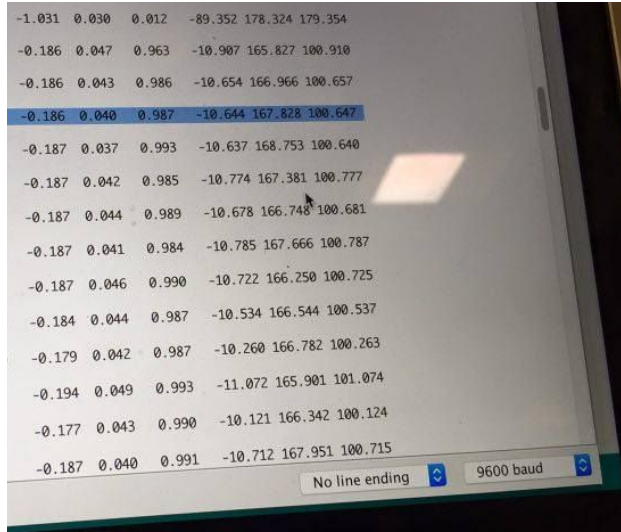 -1.031 0.030 0.012 -89.352 178.324 179.354
-0.186 0.047 0.963 -10.907 165.827 100.910
-0.186 0.043 0.986 -10.654 166.966 100.657
-0.186 0.040 0.987 -10.644 167.828 100.647
-0.187 0.037 0.993 -10.637 168.753 100.640
-0.187 0.042 0.985 -10.774 167.381 100.777
-0.187 0.044 0.989 -10.678 166.748 100.681
-0.187 0.041 0.984 -10.785 167.666 100.787
-0.187 0.046 0.990 -10.722 166.250 100.725
-0.184 0.044 0.987 -10.534 166.544 100.537
-0.179 0.042 0.987 -10.260 166.782 100.263
-0.194 0.049 0.993 -11.072 165.901 101.074
-0.177 0.043 0.990 -10.121 166.342 100.124
-0.187 0.040 0.991 -10.712 167.951 100.715
No line ending 9600 baud